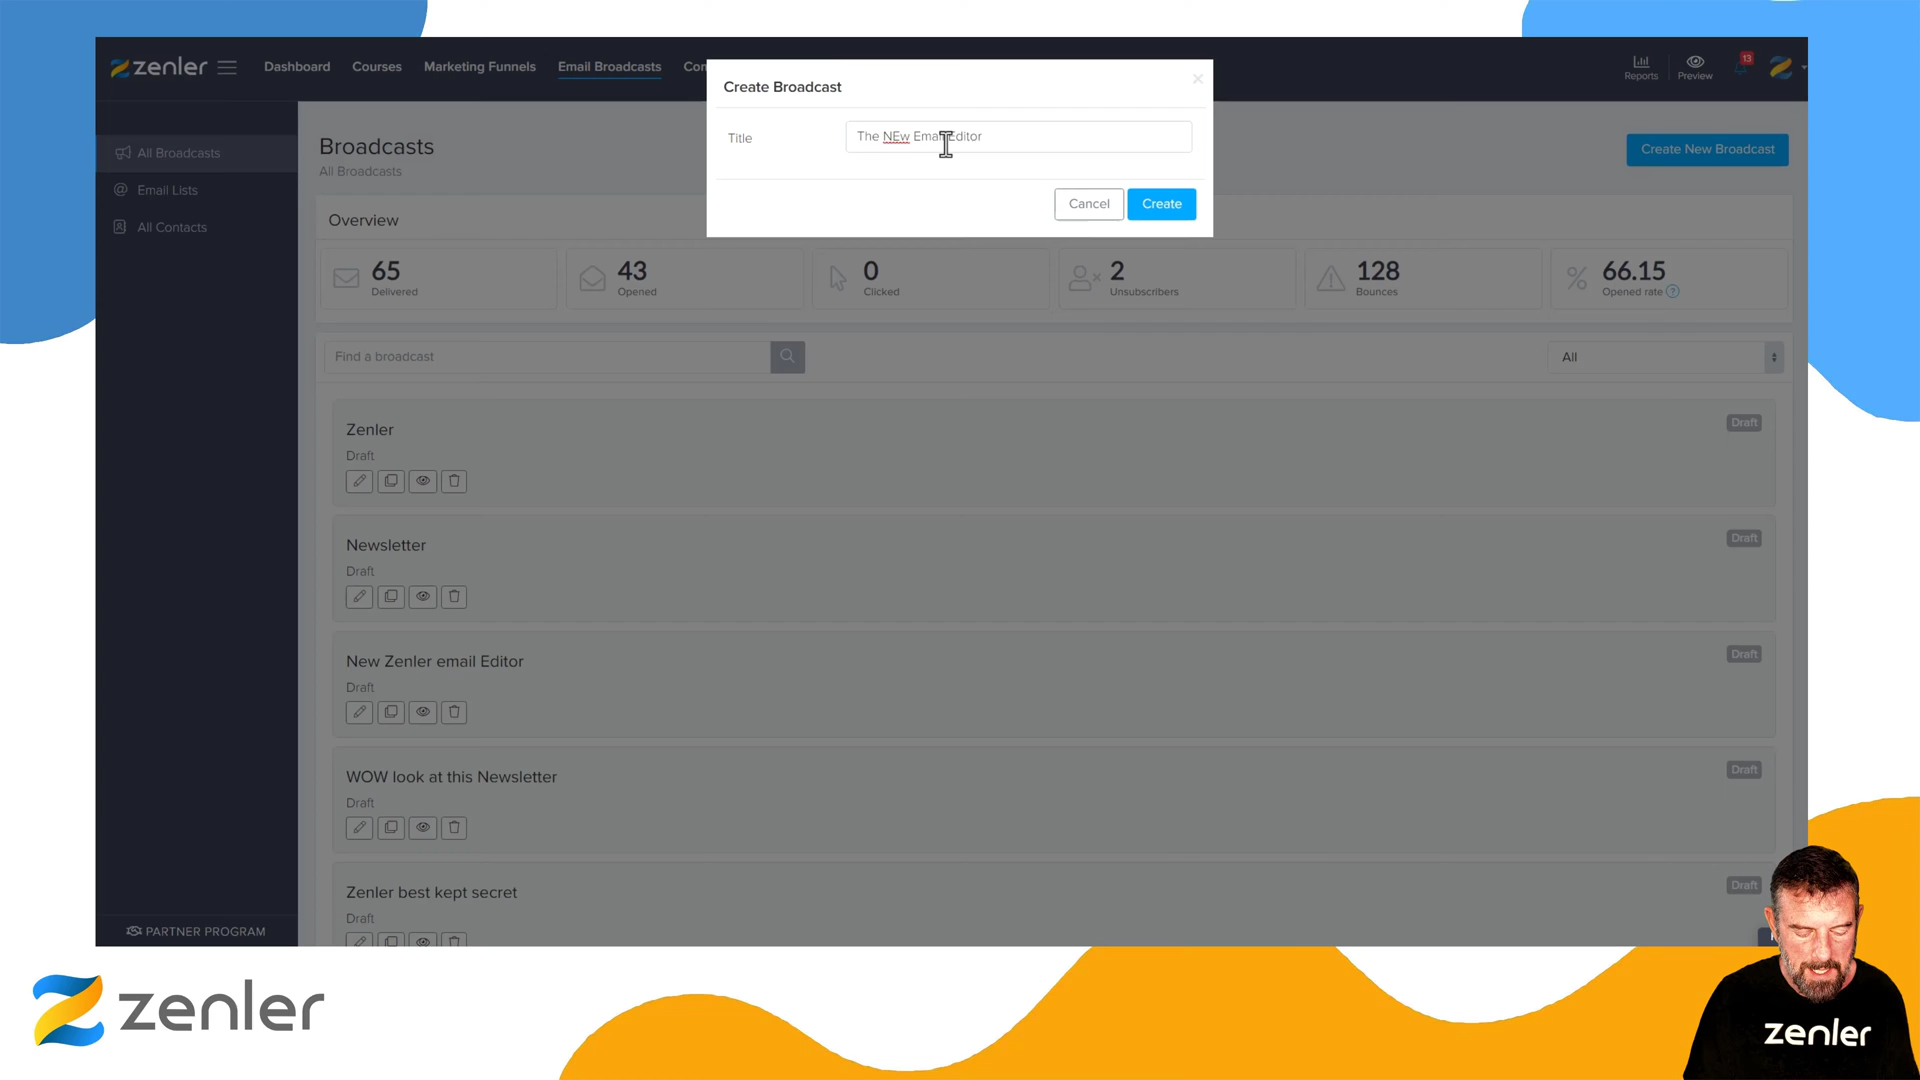 zenler
Dashboard
Courses
Marketing Funnels
Email Broadcasts
Reports
Preview
13
Create Broadcast
Title
The NEw Email Editor
Cancel
Create
All Broadcasts
Email Lists
All Contacts
PARTNER PROGRAM
Broadcasts
All Broadcasts
Create New Broadcast
Overview
65
Delivered
43
Opened
0
Clicked
2
Unsubscribers
128
Bounces
66.15
Opened rate ?
Find a broadcast
All
Zenler
Draft
Draft
Newsletter
Draft
Draft
New Zenler email Editor
Draft
Draft
WOW look at this Newsletter
Draft
Draft
Zenler best kept secret
Draft
Draft
zenler
zenler